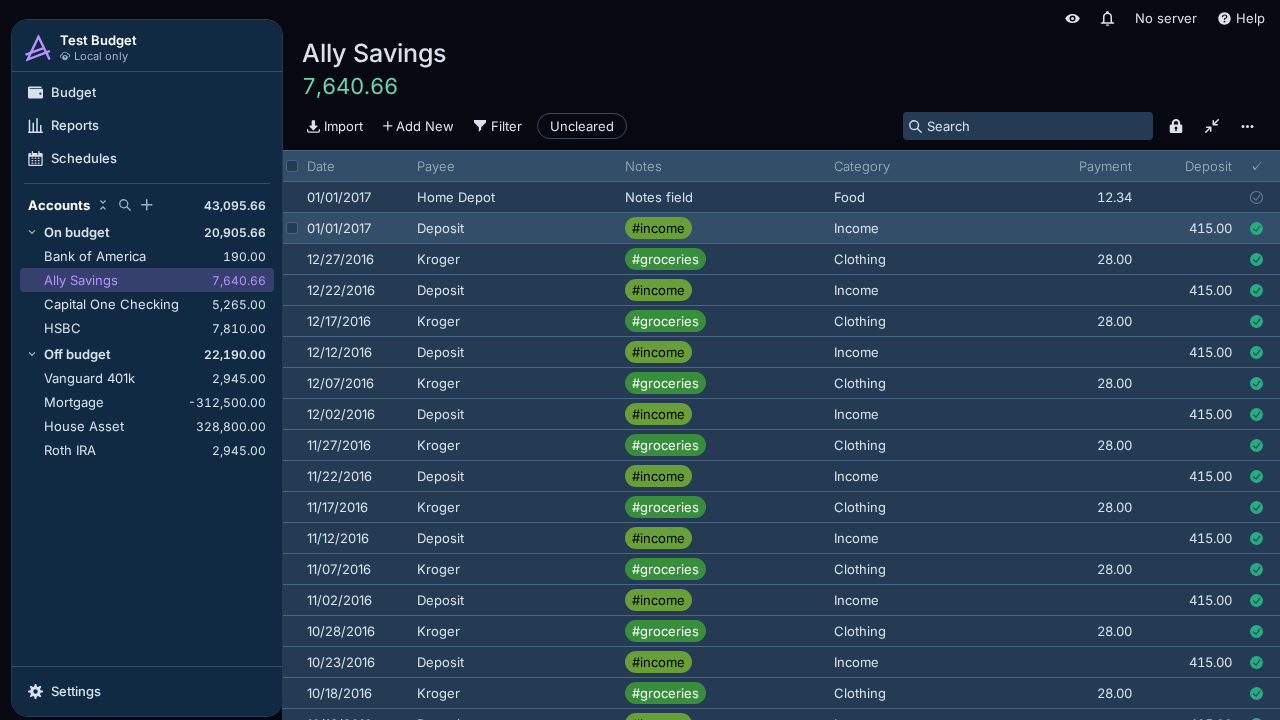 No server
Help
Test Budget
Local only
Budget
Reports
Schedules
Accounts 43,095.66
On budget 20,905.66
Bank of America 190.00
Ally Savings 7,640.66
Capital One Checking 5,265.00
HSBC 7,810.00
Off budget 22,190.00
Vanguard 401k 2,945.00
Mortgage -312,500.00
House Asset 328,800.00
Roth IRA 2,945.00
Settings
Ally Savings
7,640.66
Import Add New Filter Uncleared Search
Date Payee Notes Category Payment Deposit
01/01/2017 Home Depot Notes field Food 12.34
01/01/2017 Deposit #income Income 415.00
12/27/2016 Kroger #groceries Clothing 28.00
12/22/2016 Deposit #income Income 415.00
12/17/2016 Kroger #groceries Clothing 28.00
12/12/2016 Deposit #income Income 415.00
12/07/2016 Kroger #groceries Clothing 28.00
12/02/2016 Deposit #income Income 415.00
11/27/2016 Kroger #groceries Clothing 28.00
11/22/2016 Deposit #income Income 415.00
11/17/2016 Kroger #groceries Clothing 28.00
11/12/2016 Deposit #income Income 415.00
11/07/2016 Kroger #groceries Clothing 28.00
11/02/2016 Deposit #income Income 415.00
10/28/2016 Kroger #groceries Clothing 28.00
10/23/2016 Deposit #income Income 415.00
10/18/2016 Kroger #groceries Clothing 28.00